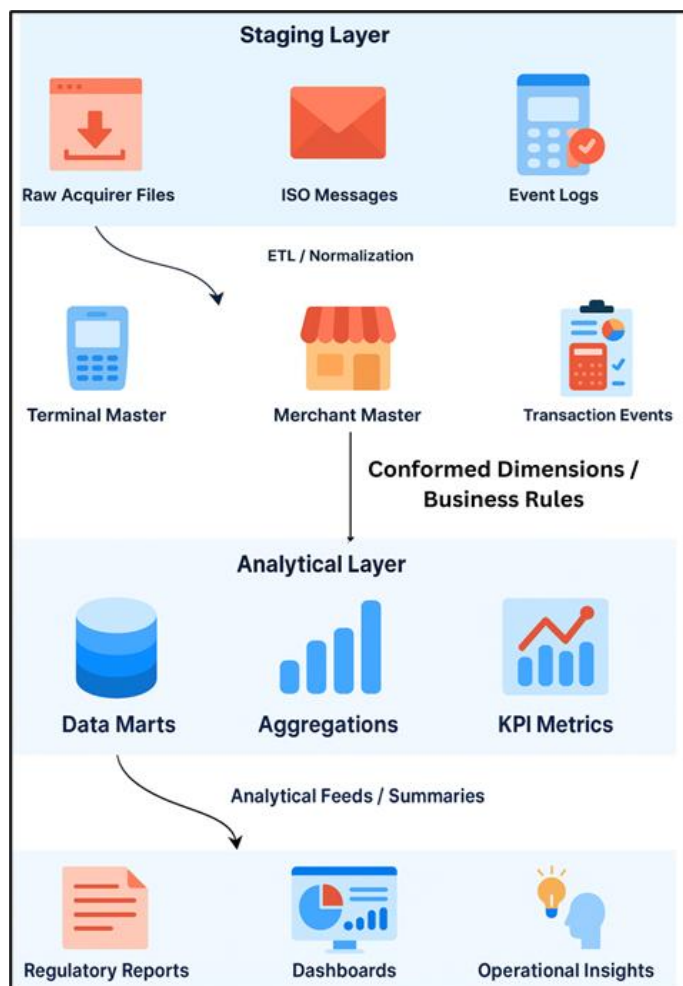 Staging Layer
Raw Acquirer Files
ISO Messages
Event Logs
ETL / Normalization
Terminal Master
Merchant Master
Transaction Events
Conformed Dimensions /
Business Rules
Analytical Layer
Data Marts
Aggregations
KPI Metrics
Analytical Feeds / Summaries
Regulatory Reports
Dashboards
Operational Insights